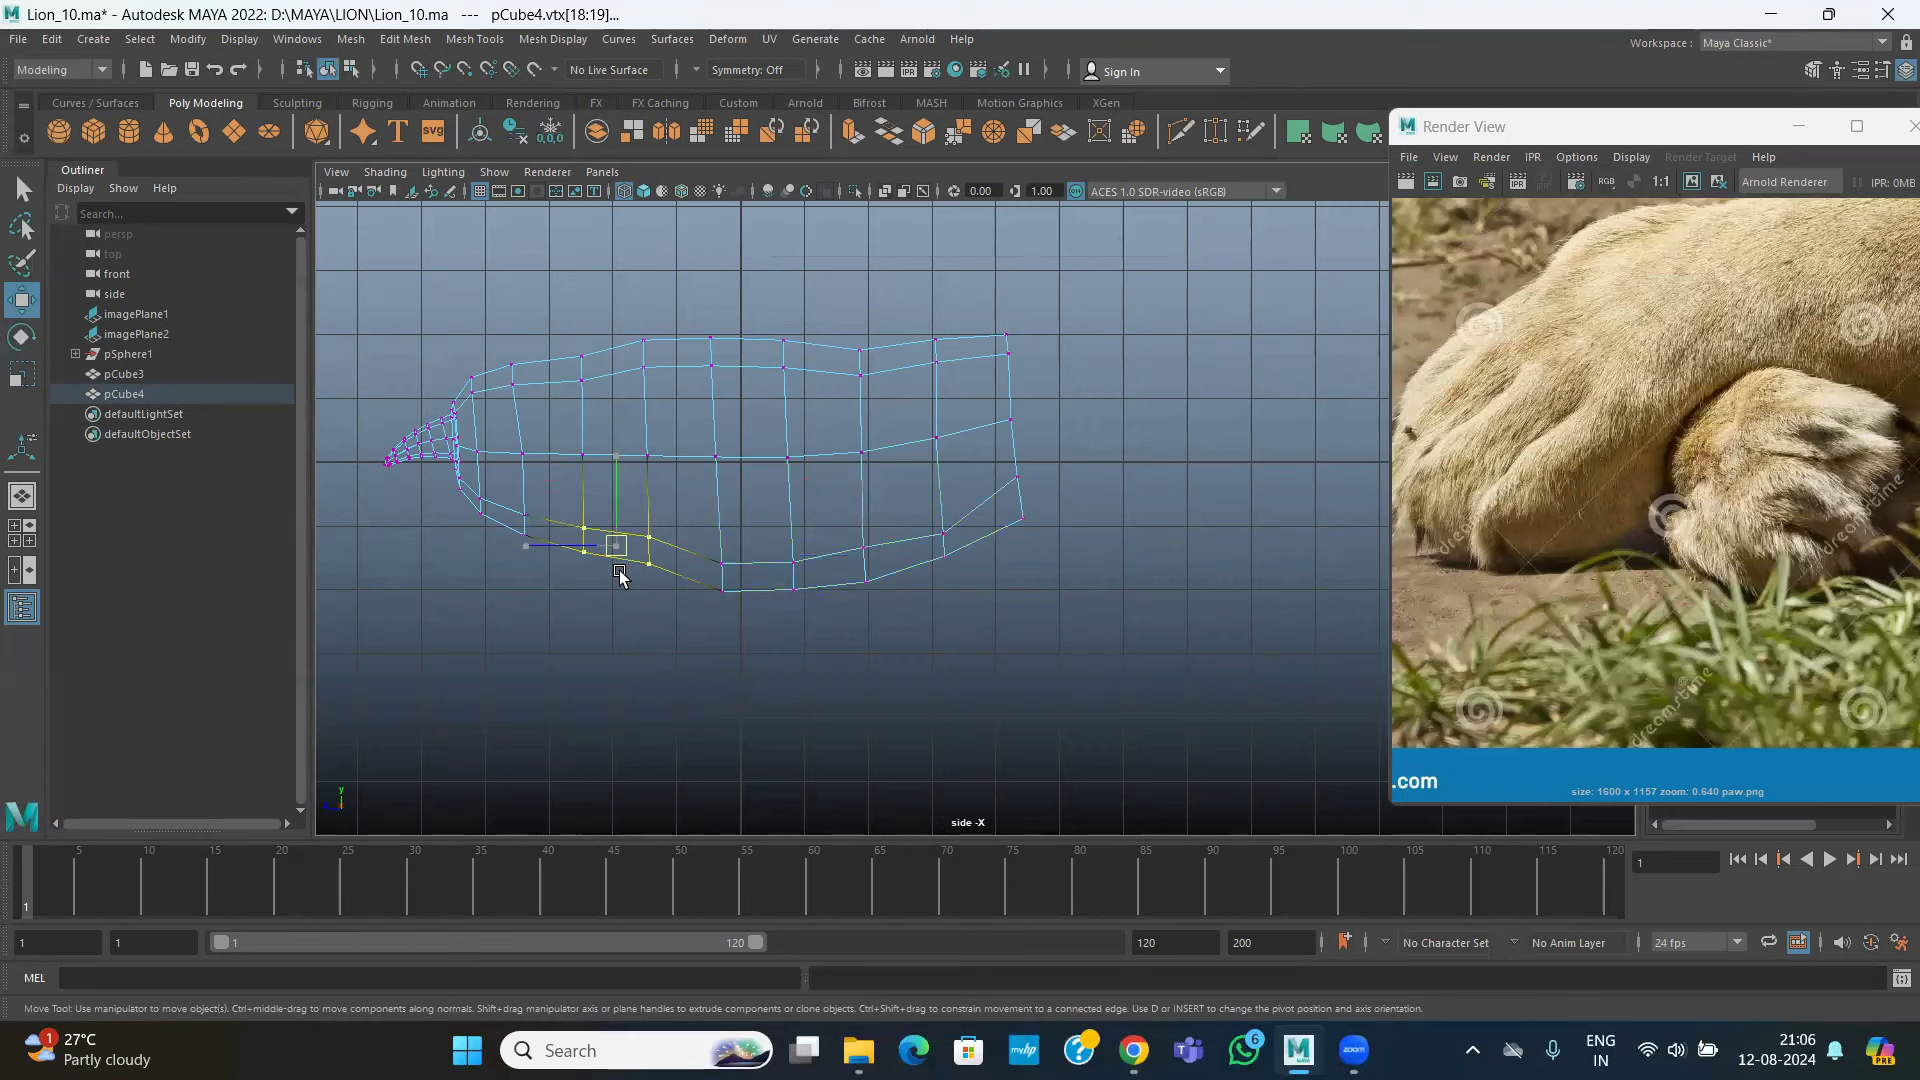 Lion_10.ma* - Autodesk MAYA 2022: D:\MAYA\LION\Lion_10.ma --- pCube4.vtx[18:19]...
File Edit Create Select Modify Display Windows Mesh Edit Mesh Mesh Tools Mesh Display Curves Surfaces Deform UV Generate Cache Arnold Help
Workspace : Maya Classic*
Modeling No Live Surface Symmetry: Off Sign In
Curves / Surfaces Poly Modeling Sculpting Rigging Animation Rendering FX FX Caching Custom Arnold Bifrost MASH Motion Graphics XGen
Render View
Outliner
Display Show Help
Search...
persp
top
front
side
imagePlane1
imagePlane2
pSphere1
pCube3
pCube4
defaultLightSet
defaultObjectSet
View Shading Lighting Show Renderer Panels
0.00 1.00 ACES 1.0 SDR-video (sRGB)
side -X
File View Render IPR Options Display Render Target Help
RGB 1:1 Arnold Renderer IPR: 0MB
dreamstime
dreamstime
dreamstime
.com
size: 1600 x 1157 zoom: 0.640 paw.png
5 10 15 20 25 30 35 40 45 50 55 60 65 70 75 80 85 90 95 100 105 110 115 120
1
1
1 1 1 120 120 200 No Character Set No Anim Layer 24 fps
MEL
Move Tool: Use manipulator to move object(s). Ctrl+middle-drag to move components along normals. Shift+drag manipulator axis or plane handles to extrude components or clone objects. Ctrl+Shift+drag to constrain movement to a connected edge. Use D or INSERT to change the pivot position and axis orientation.
27°C
Partly cloudy
Search
ENG
IN
21:06
12-08-2024